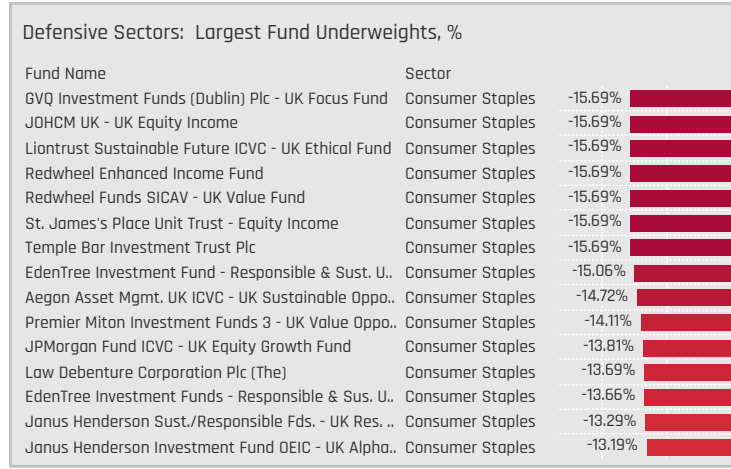 Defensive Sectors: Largest Fund Underweights, %
Fund Name Sector
GVQ Investment Funds (Dublin) Plc - UK Focus Fund Consumer Staples -15.69%
JOHCM UK - UK Equity Income Consumer Staples -15.69%
Liontrust Sustainable Future ICVC - UK Ethical Fund Consumer Staples -15.69%
Redwheel Enhanced Income Fund Consumer Staples -15.69%
Redwheel Funds SICAV - UK Value Fund Consumer Staples -15.69%
St. James's Place Unit Trust - Equity Income Consumer Staples -15.69%
Temple Bar Investment Trust Plc Consumer Staples -15.69%
EdenTree Investment Fund - Responsible & Sust. U.. Consumer Staples -15.06%
Aegon Asset Mgmt. UK ICVC - UK Sustainable Oppo.. Consumer Staples -14.72%
Premier Miton Investment Funds 3 - UK Value Oppo.. Consumer Staples -14.11%
JPMorgan Fund ICVC - UK Equity Growth Fund Consumer Staples -13.81%
Law Debenture Corporation Plc (The) Consumer Staples -13.69%
EdenTree Investment Funds - Responsible & Sus. U.. Consumer Staples -13.66%
Janus Henderson Sust./Responsible Fds. - UK Res. .. Consumer Staples -13.29%
Janus Henderson Investment Fund OEIC - UK Alpha.. Consumer Staples -13.19%